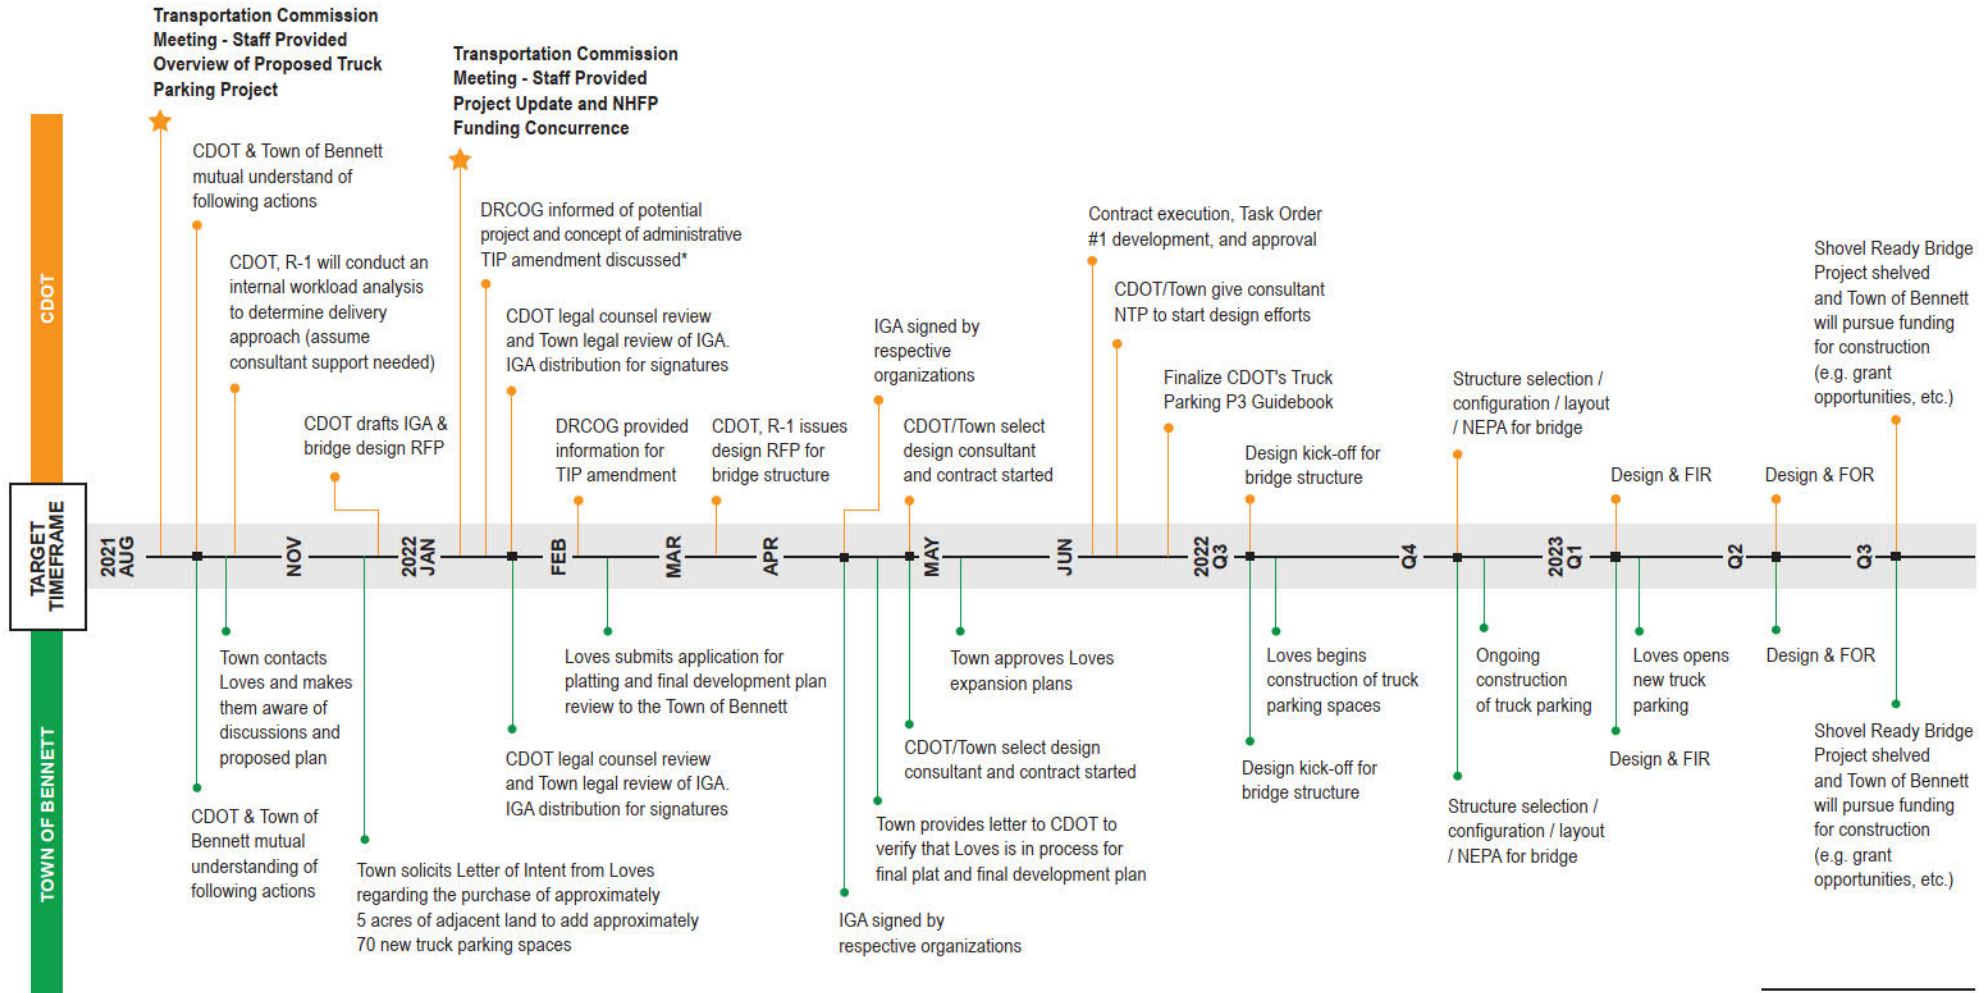 Transportation Commission
Meeting - Staff Provided
Overview of Proposed Truck
Parking Project
Transportation Commission
Meeting - Staff Provided
Project Update and NHFP
Funding Concurrence
CDOT & Town of Bennett
mutual understand of
following actions
CDOT, R-1 will conduct an
internal workload analysis
to determine delivery
approach (assume
consultant support needed)
CDOT drafts IGA &
bridge design RFP
DRCOG informed of potential
project and concept of administrative
TIP amendment discussed*
CDOT legal counsel review
and Town legal review of IGA.
IGA distribution for signatures
DRCOG provided
information for
TIP amendment
CDOT, R-1 issues
design RFP for
bridge structure
IGA signed by
respective
organizations
CDOT/Town select
design consultant
and contract started
Contract execution, Task Order
#1 development, and approval
CDOT/Town give consultant
NTP to start design efforts
Finalize CDOT's Truck
Parking P3 Guidebook
Design kick-off for
bridge structure
Structure selection /
configuration / layout
/ NEPA for bridge
Design & FIR
Design & FOR
Shovel Ready Bridge
Project shelved
and Town of Bennett
will pursue funding
for construction
(e.g. grant
opportunities, etc.)
CDOT
TARGET
TIMEFRAME
2021
AUG
NOV
2022
JAN
FEB
MAR
APR
MAY
JUN
2022
Q3
Q4
2023
Q1
Q2
Q3
TOWN OF BENNETT
Town contacts
Loves and makes
them aware of
discussions and
proposed plan
CDOT & Town of
Bennett mutual
understanding of
following actions
Town solicits Letter of Intent from Loves
regarding the purchase of approximately
5 acres of adjacent land to add approximately
70 new truck parking spaces
Loves submits application for
platting and final development plan
review to the Town of Bennett
CDOT legal counsel review
and Town legal review of IGA.
IGA distribution for signatures
Town approves Loves
expansion plans
CDOT/Town select design
consultant and contract started
Town provides letter to CDOT to
verify that Loves is in process for
final plat and final development plan
IGA signed by
respective organizations
Loves begins
construction of truck
parking spaces
Design kick-off for
bridge structure
Ongoing
construction
of truck parking
Structure selection /
configuration / layout
/ NEPA for bridge
Loves opens
new truck
parking
Design & FIR
Design & FOR
Shovel Ready Bridge
Project shelved
and Town of Bennett
will pursue funding
for construction
(e.g. grant
opportunities, etc.)